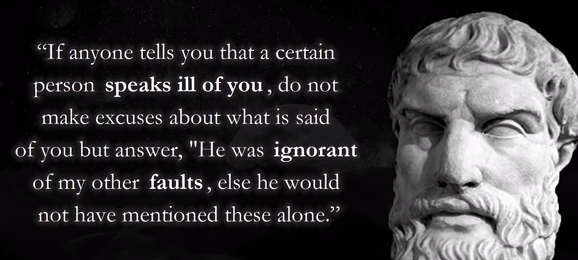 “If anyone tells you that a certain
person speaks ill of you, do not
make excuses about what is said
of you but answer, "He was ignorant
of my other faults, else he would
not have mentioned these alone.”